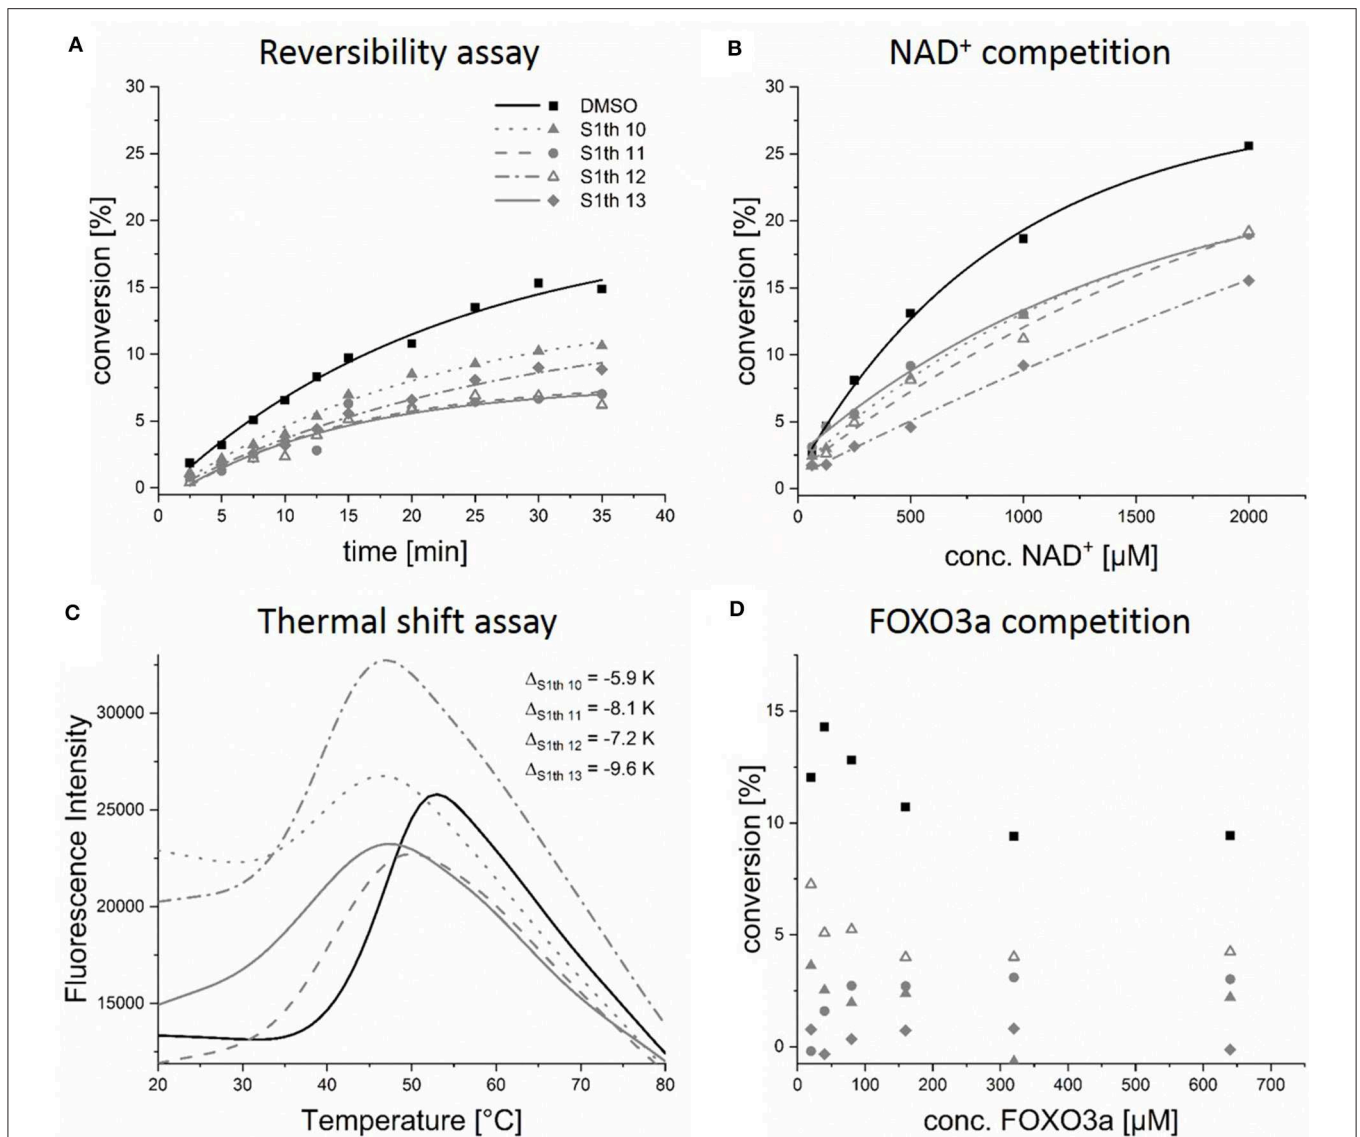 A
Reversibility assay
30
25
20
15
10
5
0
conversion [%]
DMSO
S1th 10
S1th 11
S1th 12
S1th 13
0 5 10 15 20 25 30 35 40
time [min]
B
NAD+ competition
30
25
20
15
10
5
0
conversion [%]
0 500 1000 1500 2000
conc. NAD+ [µM]
C
Thermal shift assay
30000
25000
20000
15000
Fluorescence Intensity
ΔS1th 10 = -5.9 K
ΔS1th 11 = -8.1 K
ΔS1th 12 = -7.2 K
ΔS1th 13 = -9.6 K
20 30 40 50 60 70 80
Temperature [°C]
D
FOXO3a competition
15
10
5
0
conversion [%]
0 100 200 300 400 500 600 700
conc. FOXO3a [µM]